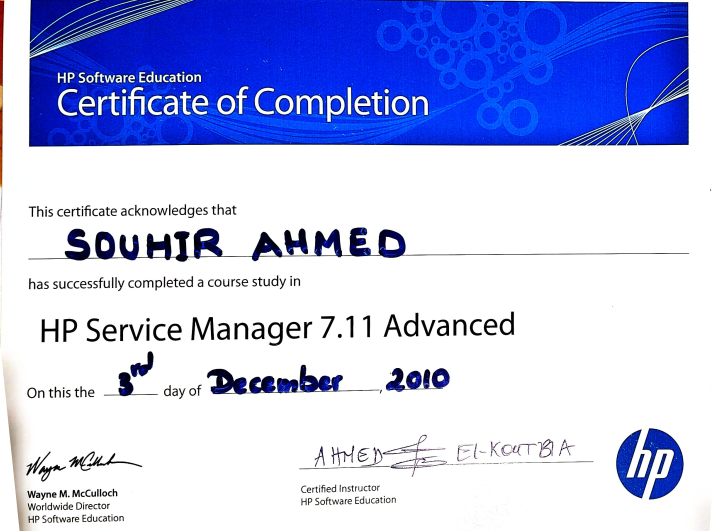 HP Software Education
Certificate of Completion
This certificate acknowledges that
SOUHIR AHMED
has successfully completed a course study in
HP Service Manager 7.11 Advanced
On this the 3rd day of December, 2010
Wayne McCulloch
AHMED El-KOUTBIA
Wayne M. McCulloch
Worldwide Director
HP Software Education
Certified Instructor
HP Software Education
hp